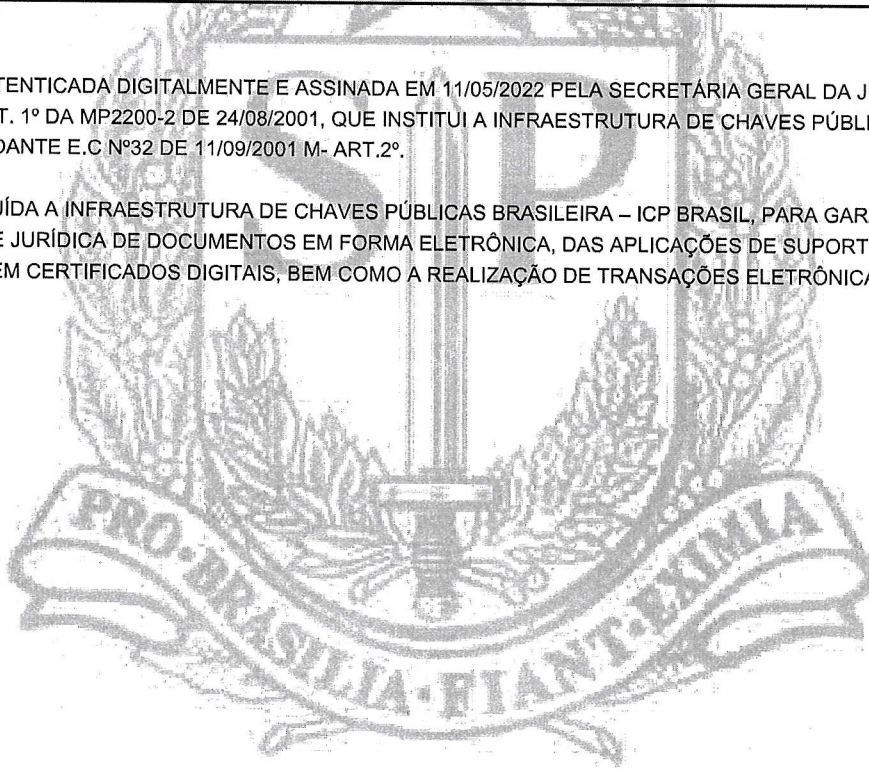 TENTICADA DIGITALMENTE E ASSINADA EM 11/05/2022 PELA SECRETÁRIA GERAL DA J
T. 1º DA MP2200-2 DE 24/08/2001, QUE INSTITUI A INFRAESTRUTURA DE CHAVES PÚBLI
DANTE E.C Nº32 DE 11/09/2001 M- ART.2º.
UÍDA A INFRAESTRUTURA DE CHAVES PÚBLICAS BRASILEIRA – ICP BRASIL, PARA GAR
E JURÍDICA DE DOCUMENTOS EM FORMA ELETRÔNICA, DAS APLICAÇÕES DE SUPORT
EM CERTIFICADOS DIGITAIS, BEM COMO A REALIZAÇÃO DE TRANSAÇÕES ELETRÔNICA
SP
PRO·BRASILIA·FIANT·EXIMIA